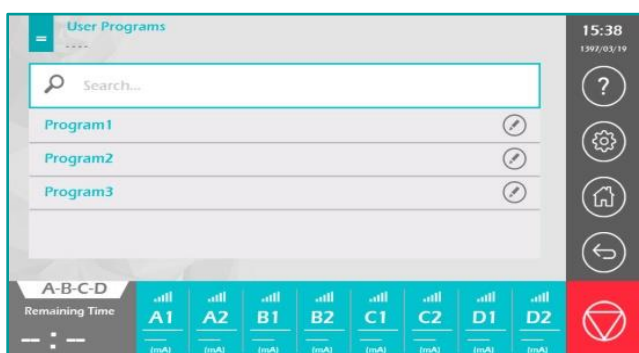 User Programs
----
15:38
1397/03/19
Search...
?
Program1
Program2
Program3
A-B-C-D
Remaining Time
-- : --
A1 A2 B1 B2 C1 C2 D1 D2
(mA) (mA) (mA) (mA) (mA) (mA) (mA) (mA)